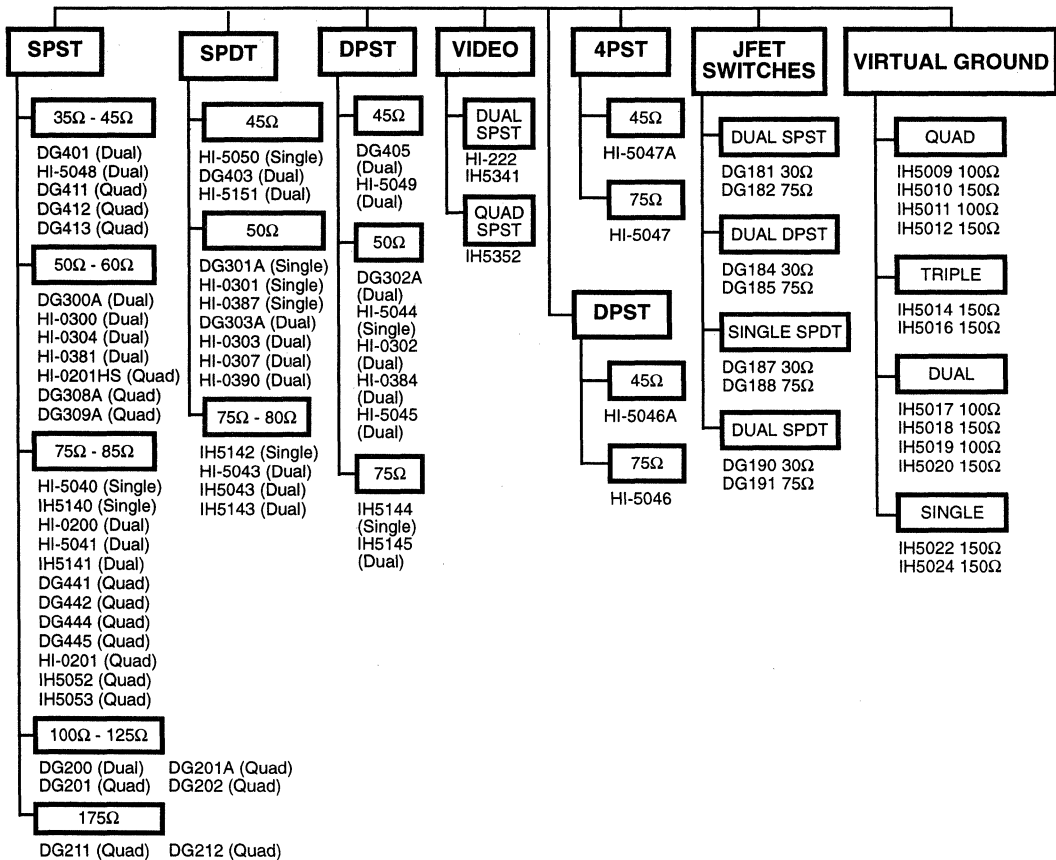 SPST
35Ω - 45Ω
DG401 (Dual)
HI-5048 (Dual)
DG411 (Quad)
DG412 (Quad)
DG413 (Quad)
50Ω - 60Ω
DG300A (Dual)
HI-0300 (Dual)
HI-0304 (Dual)
HI-0381 (Dual)
HI-0201HS (Quad)
DG308A (Quad)
DG309A (Quad)
75Ω - 85Ω
HI-5040 (Single)
IH5140 (Single)
HI-0200 (Dual)
HI-5041 (Dual)
IH5141 (Dual)
DG441 (Quad)
DG442 (Quad)
DG444 (Quad)
DG445 (Quad)
HI-0201 (Quad)
IH5052 (Quad)
IH5053 (Quad)
100Ω - 125Ω
DG200 (Dual) DG201A (Quad)
DG201 (Quad) DG202 (Quad)
175Ω
DG211 (Quad) DG212 (Quad)
SPDT
45Ω
HI-5050 (Single)
DG403 (Dual)
HI-5151 (Dual)
50Ω
DG301A (Single)
HI-0301 (Single)
HI-0387 (Single)
DG303A (Dual)
HI-0303 (Dual)
HI-0307 (Dual)
HI-0390 (Dual)
75Ω - 80Ω
IH5142 (Single)
HI-5043 (Dual)
IH5043 (Dual)
IH5143 (Dual)
DPST
45Ω
DG405
(Dual)
HI-5049
(Dual)
50Ω
DG302A
(Dual)
HI-5044
(Single)
HI-0302
(Dual)
HI-0384
(Dual)
HI-5045
(Dual)
75Ω
IH5144
(Single)
IH5145
(Dual)
VIDEO
DUAL
SPST
HI-222
IH5341
QUAD
SPST
IH5352
4PST
45Ω
HI-5047A
75Ω
HI-5047
DPST
45Ω
HI-5046A
75Ω
HI-5046
JFET
SWITCHES
DUAL SPST
DG181 30Ω
DG182 75Ω
DUAL DPST
DG184 30Ω
DG185 75Ω
SINGLE SPDT
DG187 30Ω
DG188 75Ω
DUAL SPDT
DG190 30Ω
DG191 75Ω
VIRTUAL GROUND
QUAD
IH5009 100Ω
IH5010 150Ω
IH5011 100Ω
IH5012 150Ω
TRIPLE
IH5014 150Ω
IH5016 150Ω
DUAL
IH5017 100Ω
IH5018 150Ω
IH5019 100Ω
IH5020 150Ω
SINGLE
IH5022 150Ω
IH5024 150Ω